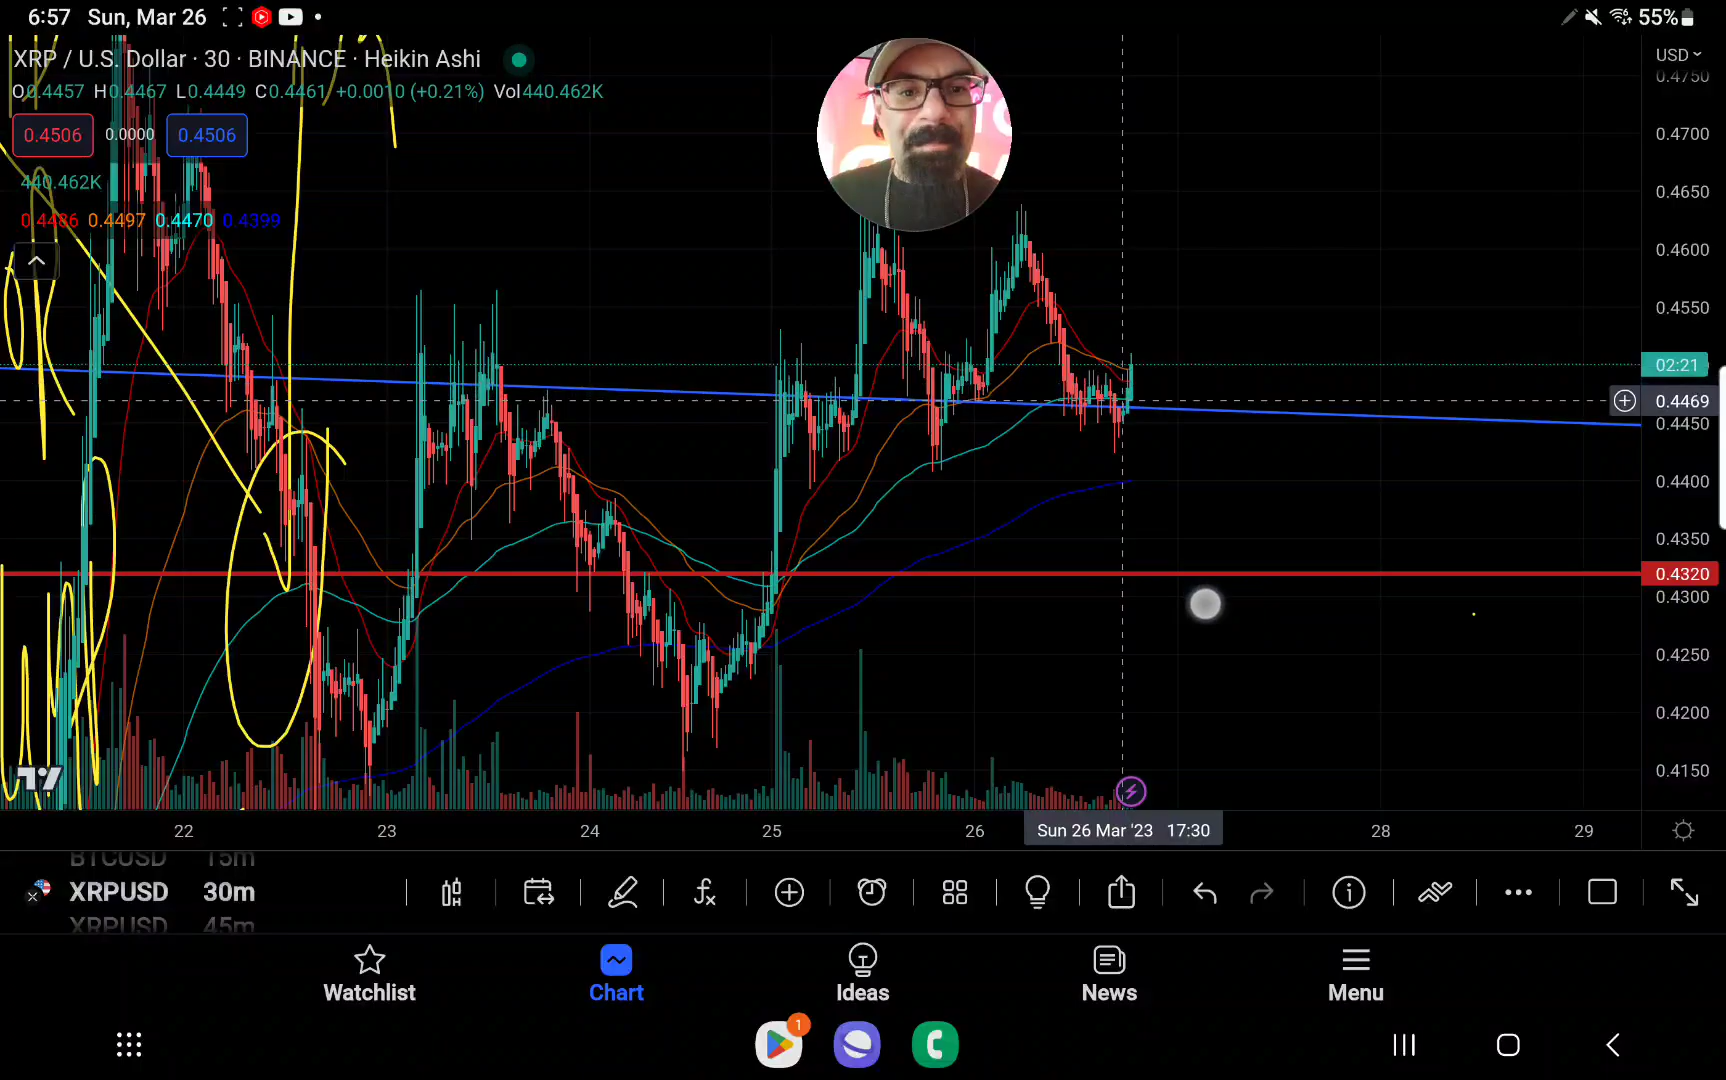 6:57 Sun, Mar 26 55%
XRP / U.S. Dollar · 30 · BINANCE · Heikin Ashi
USD
O0.4457 H0.4467 L0.4449 C0.4461 +0.0010 (+0.21%) Vol440.462K
0.4506 0.0000 0.4506
440.462K
0.4486 0.4497 0.4470 0.4399
0.4750
0.4700
0.4650
0.4600
0.4550
02:21
0.4469
0.4450
0.4400
0.4350
0.4320
0.4300
0.4250
0.4200
0.4150
22 23 24 25 26 Sun 26 Mar '23 17:30 28 29
BTCUSD 15m
XRPUSD 30m
XRPUSD 45m
Watchlist Chart Ideas News Menu
1